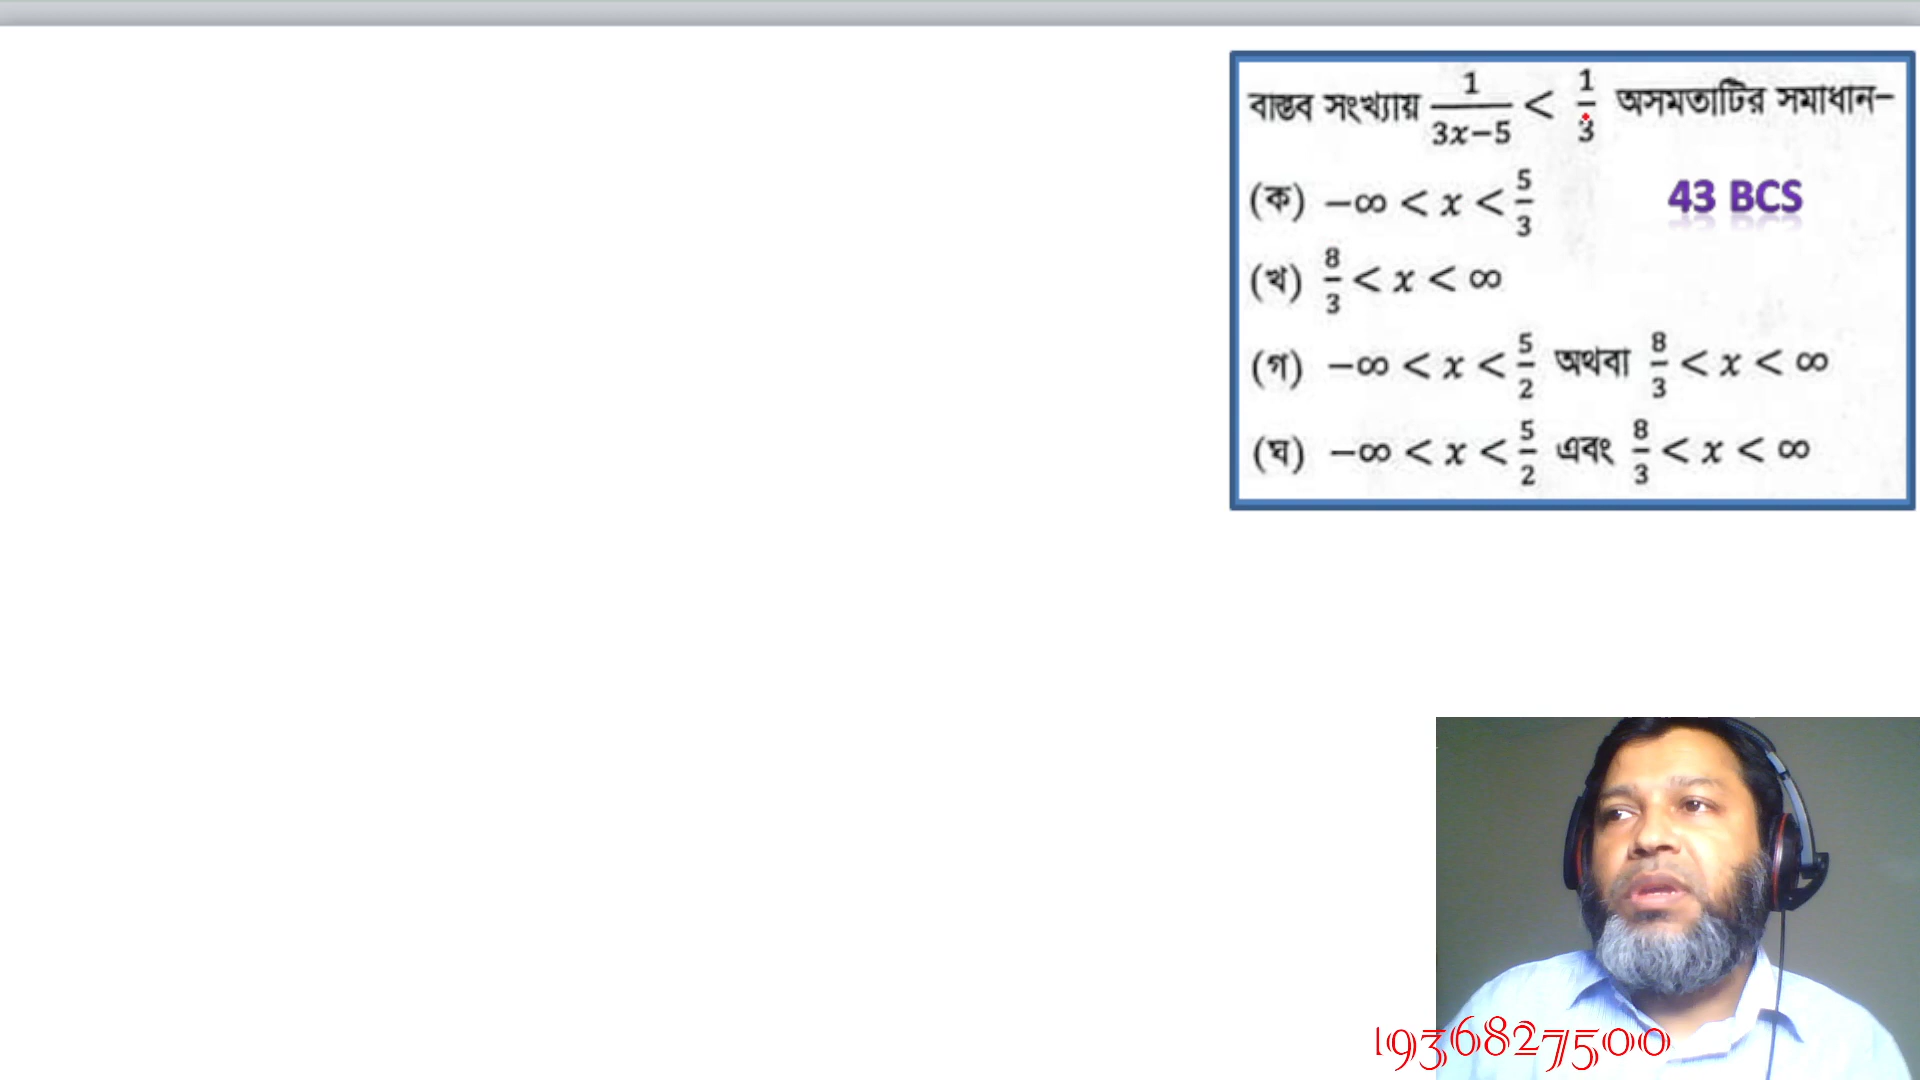 বাস্তব সংখ্যায় 1/(3x−5) < 1/3 অসমতাটির সমাধান−
(ক) −∞ < x < 5/3
43 BCS
(খ) 8/3 < x < ∞
(গ) −∞ < x < 5/2 অথবা 8/3 < x < ∞
(ঘ) −∞ < x < 5/2 এবং 8/3 < x < ∞
1936827500